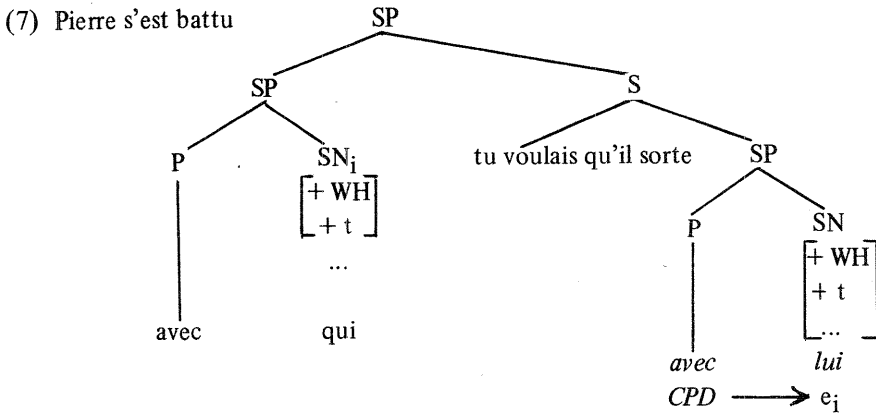 (7) Pierre s'est battu
SP
SP S
P SN_i tu voulais qu'il sorte SP
[+ WH
+ t]
...
P SN
[+ WH
+ t
...]
avec qui
avec lui
CPD → e_i